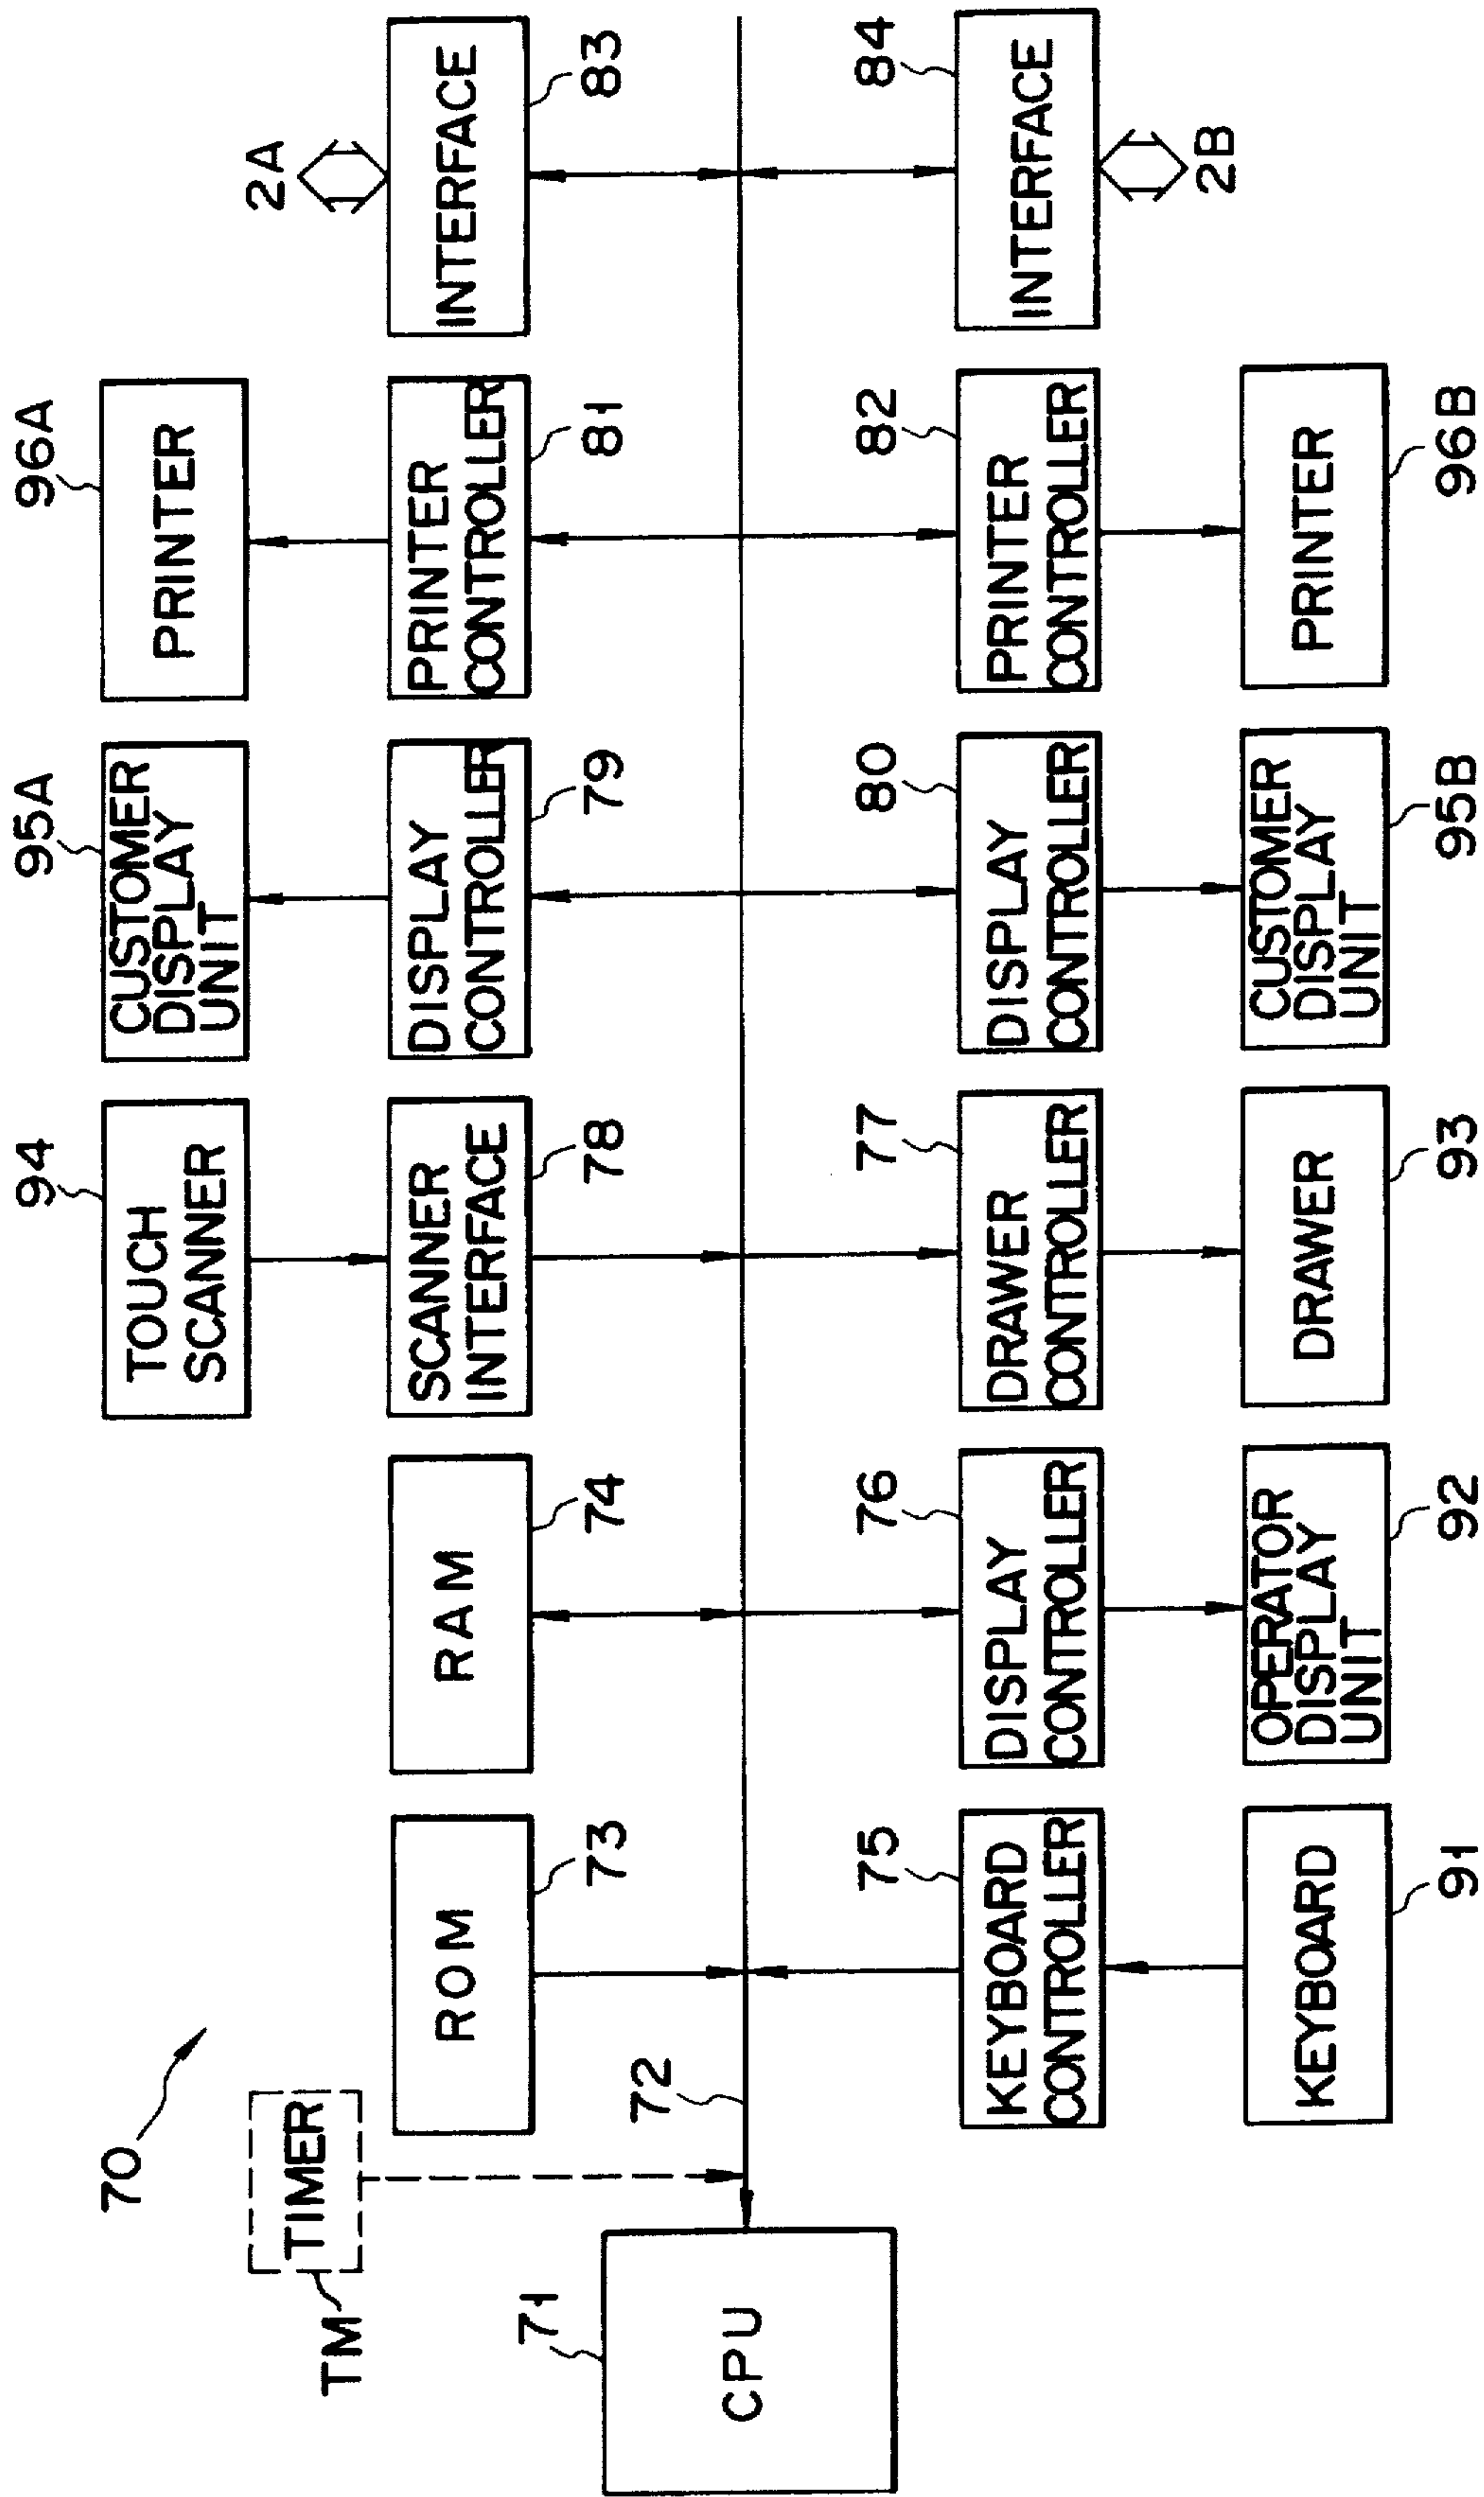 96A
PRINTER
95A
CUSTOMER
DISPLAY
UNIT
94
TOUCH
SCANNER
70
TIMER
TM
2A
INTERFACE
83
PRINTER
CONTROLLER
81
DISPLAY
CONTROLLER
79
SCANNER
INTERFACE
78
RAM
74
ROM
73
72
71
CPU
75
KEYBOARD
CONTROLLER
76
DISPLAY
CONTROLLER
77
DRAWER
CONTROLLER
80
DISPLAY
CONTROLLER
82
PRINTER
CONTROLLER
84
INTERFACE
2B
KEYBOARD
91
OPERATOR
DISPLAY
UNIT
92
DRAWER
93
CUSTOMER
DISPLAY
UNIT
95B
PRINTER
96B